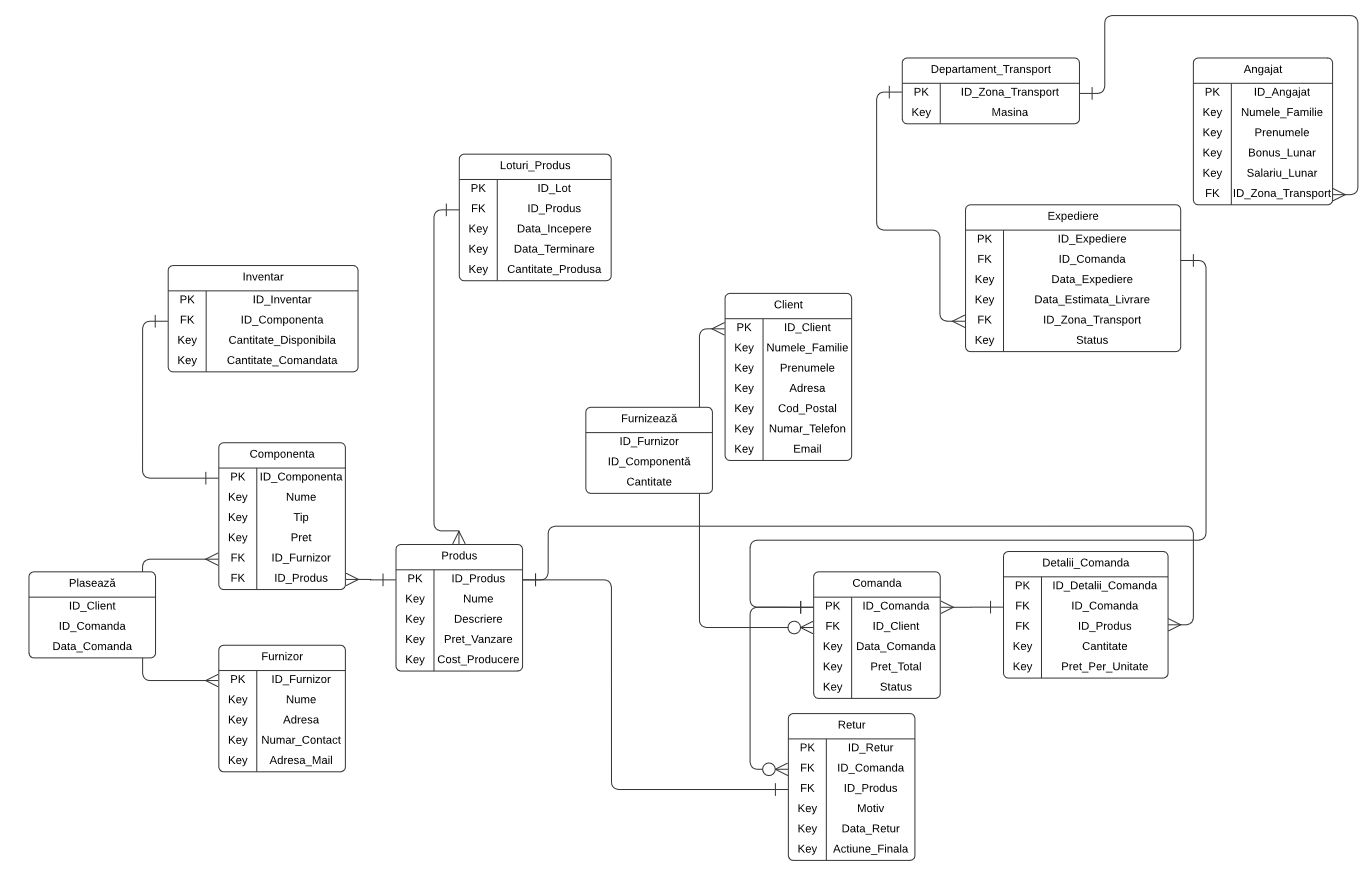 Departament_Transport
PK ID_Zona_Transport
Key Masina
Angajat
PK ID_Angajat
Key Numele_Familie
Key Prenumele
Key Bonus_Lunar
Key Salariu_Lunar
FK ID_Zona_Transport
Loturi_Produs
PK ID_Lot
FK ID_Produs
Key Data_Incepere
Key Data_Terminare
Key Cantitate_Produsa
Expediere
PK ID_Expediere
FK ID_Comanda
Key Data_Expediere
Key Data_Estimata_Livrare
FK ID_Zona_Transport
Key Status
Inventar
PK ID_Inventar
FK ID_Componenta
Key Cantitate_Disponibila
Key Cantitate_Comandata
Client
PK ID_Client
Key Numele_Familie
Key Prenumele
Key Adresa
Key Cod_Postal
Key Numar_Telefon
Key Email
Furnizează
ID_Furnizor
ID_Componentă
Cantitate
Componenta
PK ID_Componenta
Key Nume
Key Tip
Key Pret
FK ID_Furnizor
FK ID_Produs
Plasează
ID_Client
ID_Comanda
Data_Comanda
Produs
PK ID_Produs
Key Nume
Key Descriere
Key Pret_Vanzare
Key Cost_Producere
Comanda
PK ID_Comanda
FK ID_Client
Key Data_Comanda
Key Pret_Total
Key Status
Detalii_Comanda
PK ID_Detalii_Comanda
FK ID_Comanda
FK ID_Produs
Key Cantitate
Key Pret_Per_Unitate
Furnizor
PK ID_Furnizor
Key Nume
Key Adresa
Key Numar_Contact
Key Adresa_Mail
Retur
PK ID_Retur
FK ID_Comanda
FK ID_Produs
Key Motiv
Key Data_Retur
Key Actiune_Finala